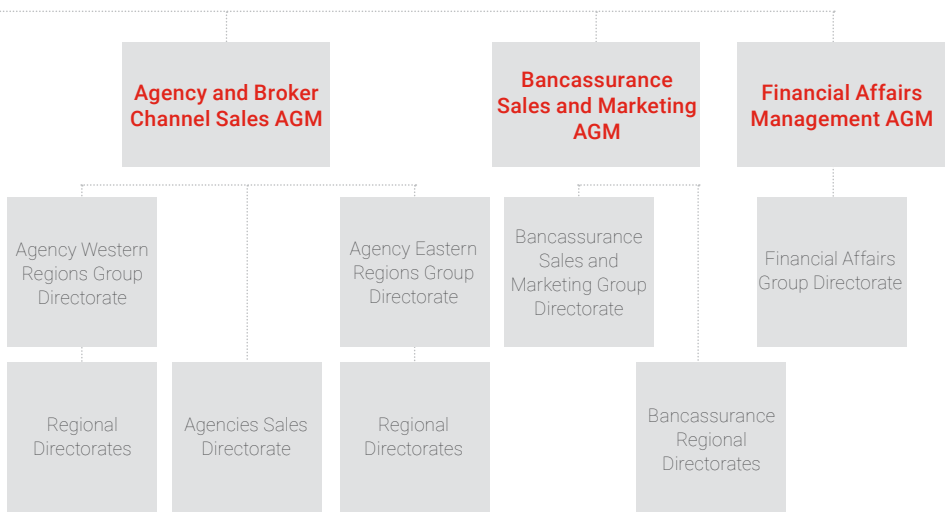 Agency and Broker
Channel Sales AGM
Bancassurance
Sales and Marketing
AGM
Financial Affairs
Management AGM
Agency Western
Regions Group
Directorate
Agency Eastern
Regions Group
Directorate
Bancassurance
Sales and
Marketing Group
Directorate
Financial Affairs
Group Directorate
Regional
Directorates
Agencies Sales
Directorate
Regional
Directorates
Bancassurance
Regional
Directorates